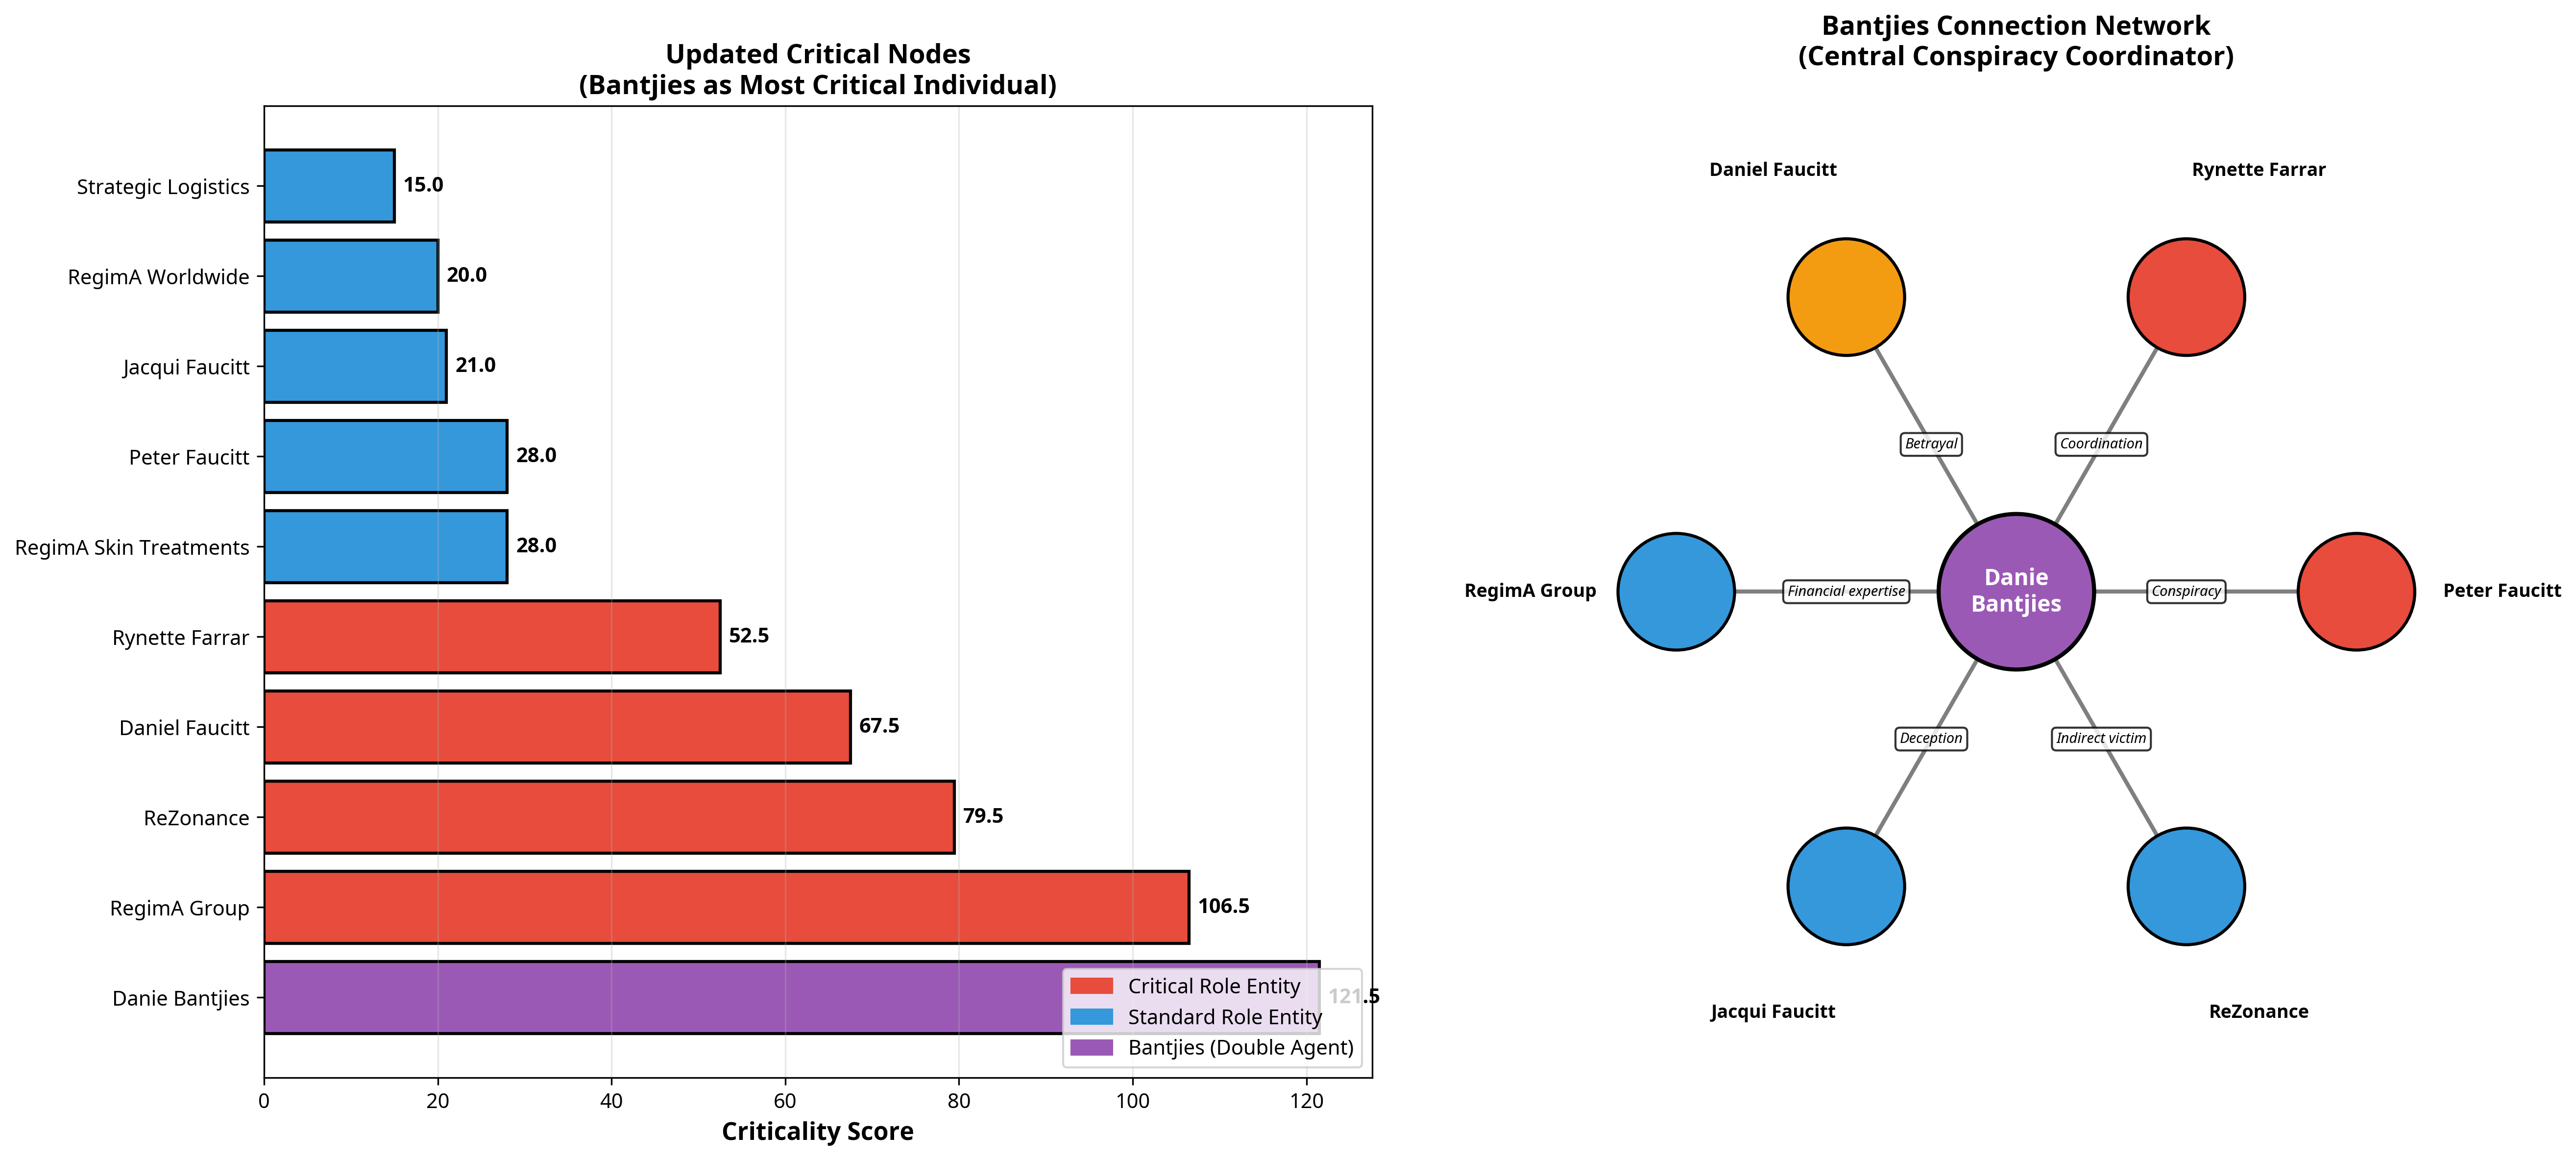 Updated Critical Nodes
(Bantjies as Most Critical Individual)
Strategic Logistics
15.0
RegimA Worldwide
20.0
Jacqui Faucitt
21.0
Peter Faucitt
28.0
RegimA Skin Treatments
28.0
Rynette Farrar
52.5
Daniel Faucitt
67.5
ReZonance
79.5
RegimA Group
106.5
Danie Bantjies
121.5
Critical Role Entity
Standard Role Entity
Bantjies (Double Agent)
0 20 40 60 80 100 120
Criticality Score
Bantjies Connection Network
(Central Conspiracy Coordinator)
Daniel Faucitt
Rynette Farrar
Betrayal
Coordination
RegimA Group
Financial expertise
Danie
Bantjies
Conspiracy
Peter Faucitt
Deception
Indirect victim
Jacqui Faucitt
ReZonance